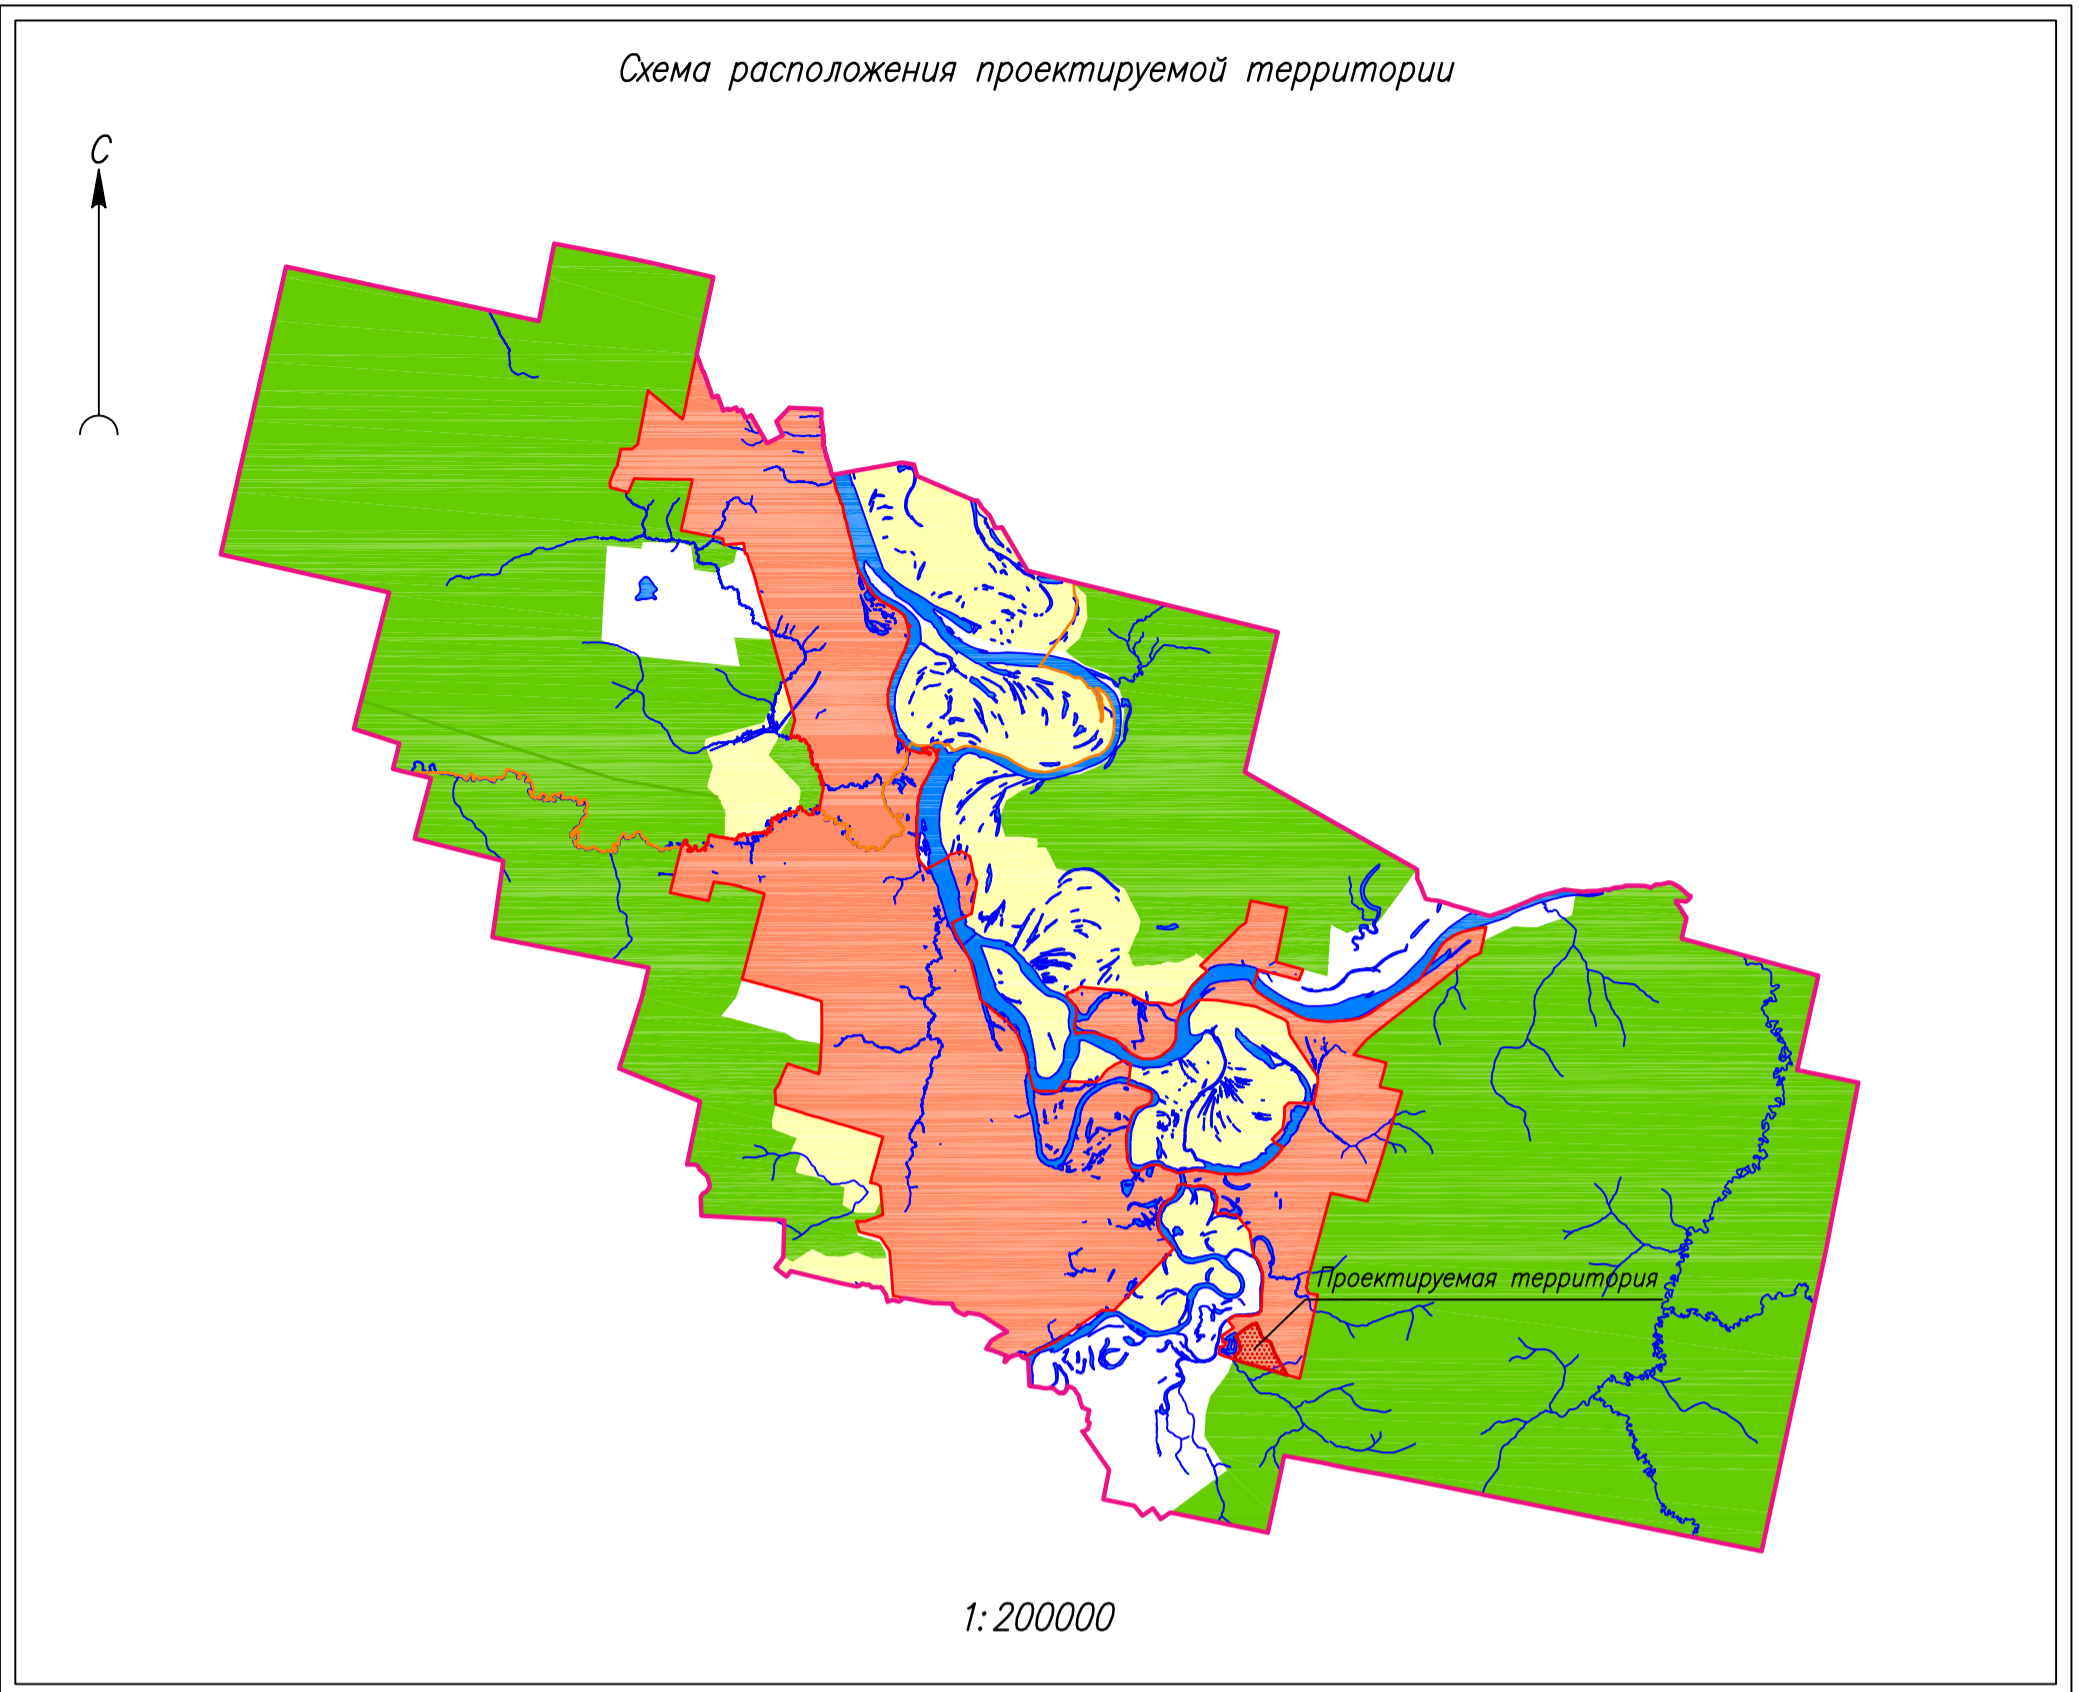 Схема расположения проектируемой территории
С
Проектируемая территория
1:200000